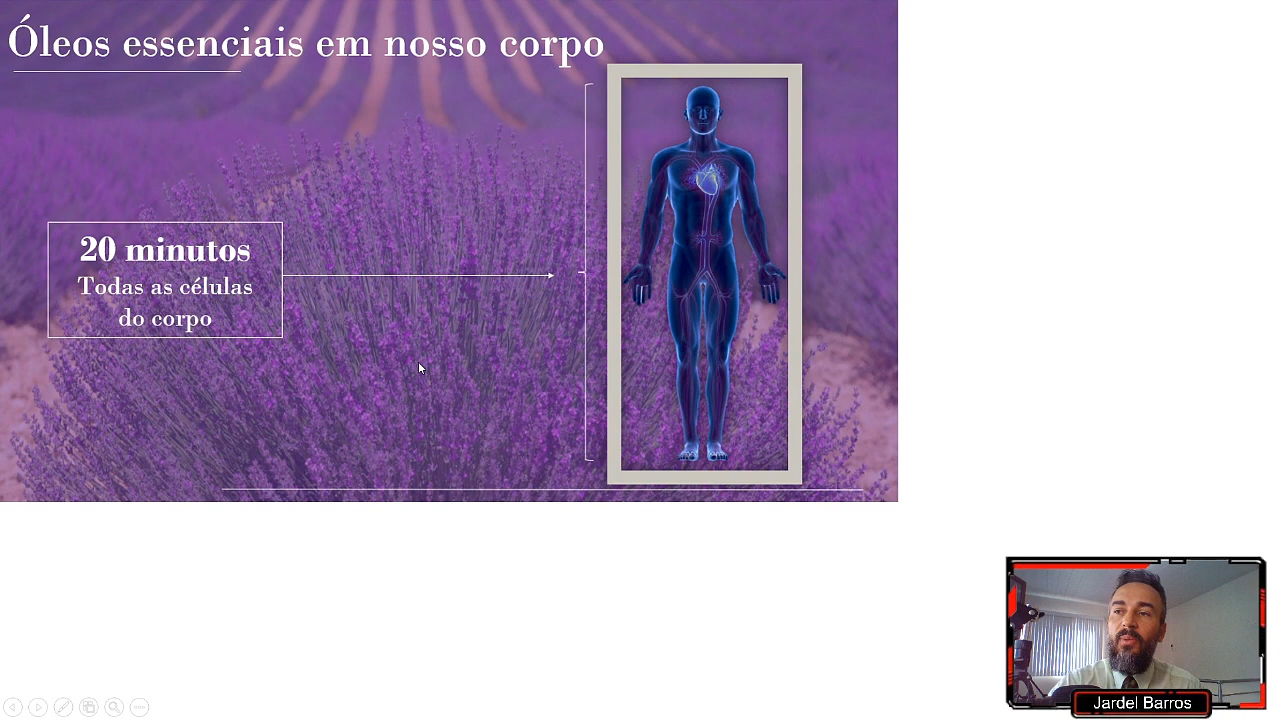 Óleos essenciais em nosso corpo
20 minutos
Todas as células
do corpo
Jardel Barros